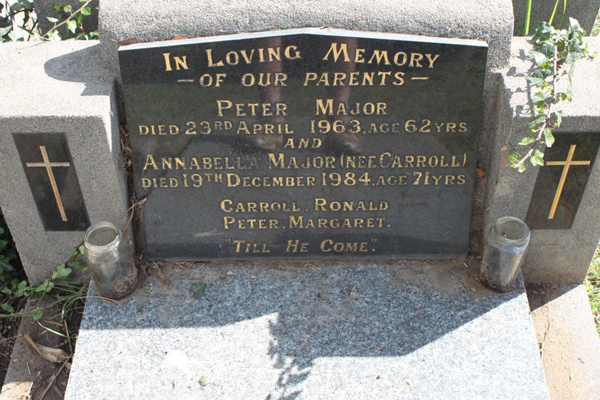 In Loving Memory
– of our parents –
Peter Major
died 23rd April 1963, age 62 yrs
and
Annabella Major (nee Carroll)
died 19th December 1984, age 71 yrs
Carroll. Ronald
Peter. Margaret.
"Till He Come"